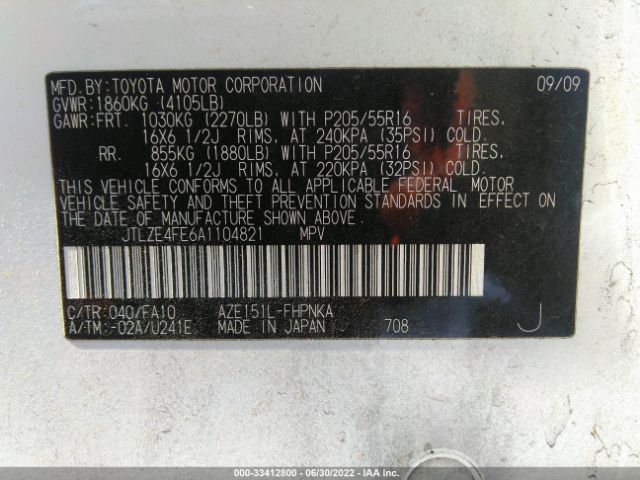 MFD.BY:TOYOTA MOTOR CORPORATION 09/09
GVWR:1860KG (4105LB)
GAWR:FRT. 1030KG (2270LB) WITH P205/55R16 TIRES,
16X6 1/2J RIMS, AT 240KPA (35PSI) COLD.
RR. 855KG (1880LB) WITH P205/55R16 TIRES,
16X6 1/2J RIMS, AT 220KPA (32PSI) COLD.
THIS VEHICLE CONFORMS TO ALL APPLICABLE FEDERAL MOTOR
VEHICLE SAFETY AND THEFT PREVENTION STANDARDS IN EFFECT ON
THE DATE OF MANUFACTURE SHOWN ABOVE.
JTLZE4FE6A1104821 MPV
C/TR:040/FA10 AZE151L-FHPNKA
A/TM:-02A/U241E MADE IN JAPAN 708 J
000-33412800 - 06/30/2022 - IAA Inc.